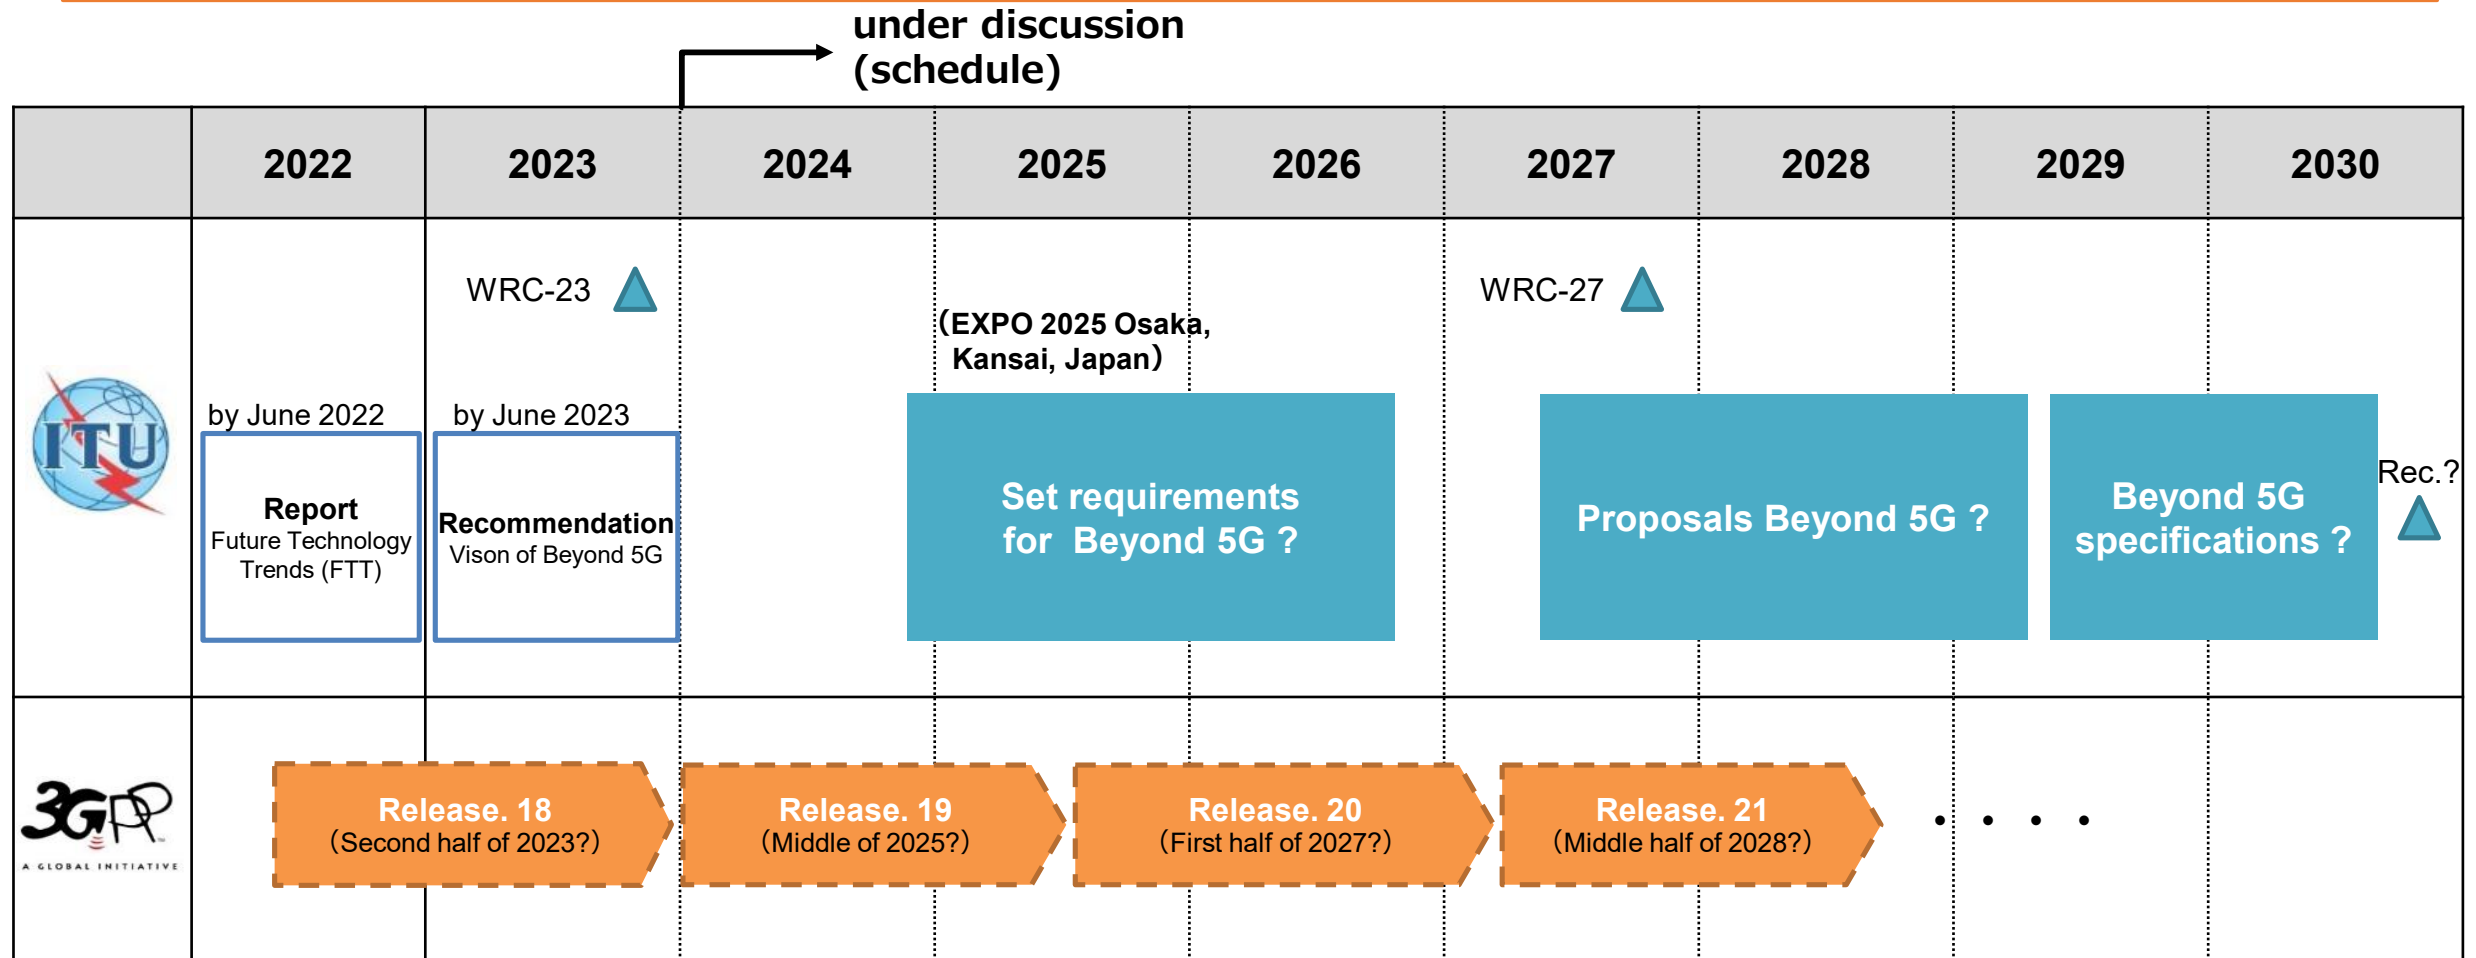 under discussion
(schedule)
2022
2023
2024
2025
2026
2027
2028
2029
2030
ITU
WRC-23
WRC-27
（EXPO 2025 Osaka,
Kansai, Japan）
by June 2022
by June 2023
Report
Future Technology
Trends (FTT)
Recommendation
Vison of Beyond 5G
Set requirements
for  Beyond 5G ?
Proposals Beyond 5G ?
Beyond 5G
specifications ?
Rec.?
3GPP
A GLOBAL INITIATIVE
Release. 18
（Second half of 2023?）
Release. 19
（Middle of 2025?）
Release. 20
（First half of 2027?）
Release. 21
（Middle half of 2028?）
・・・・